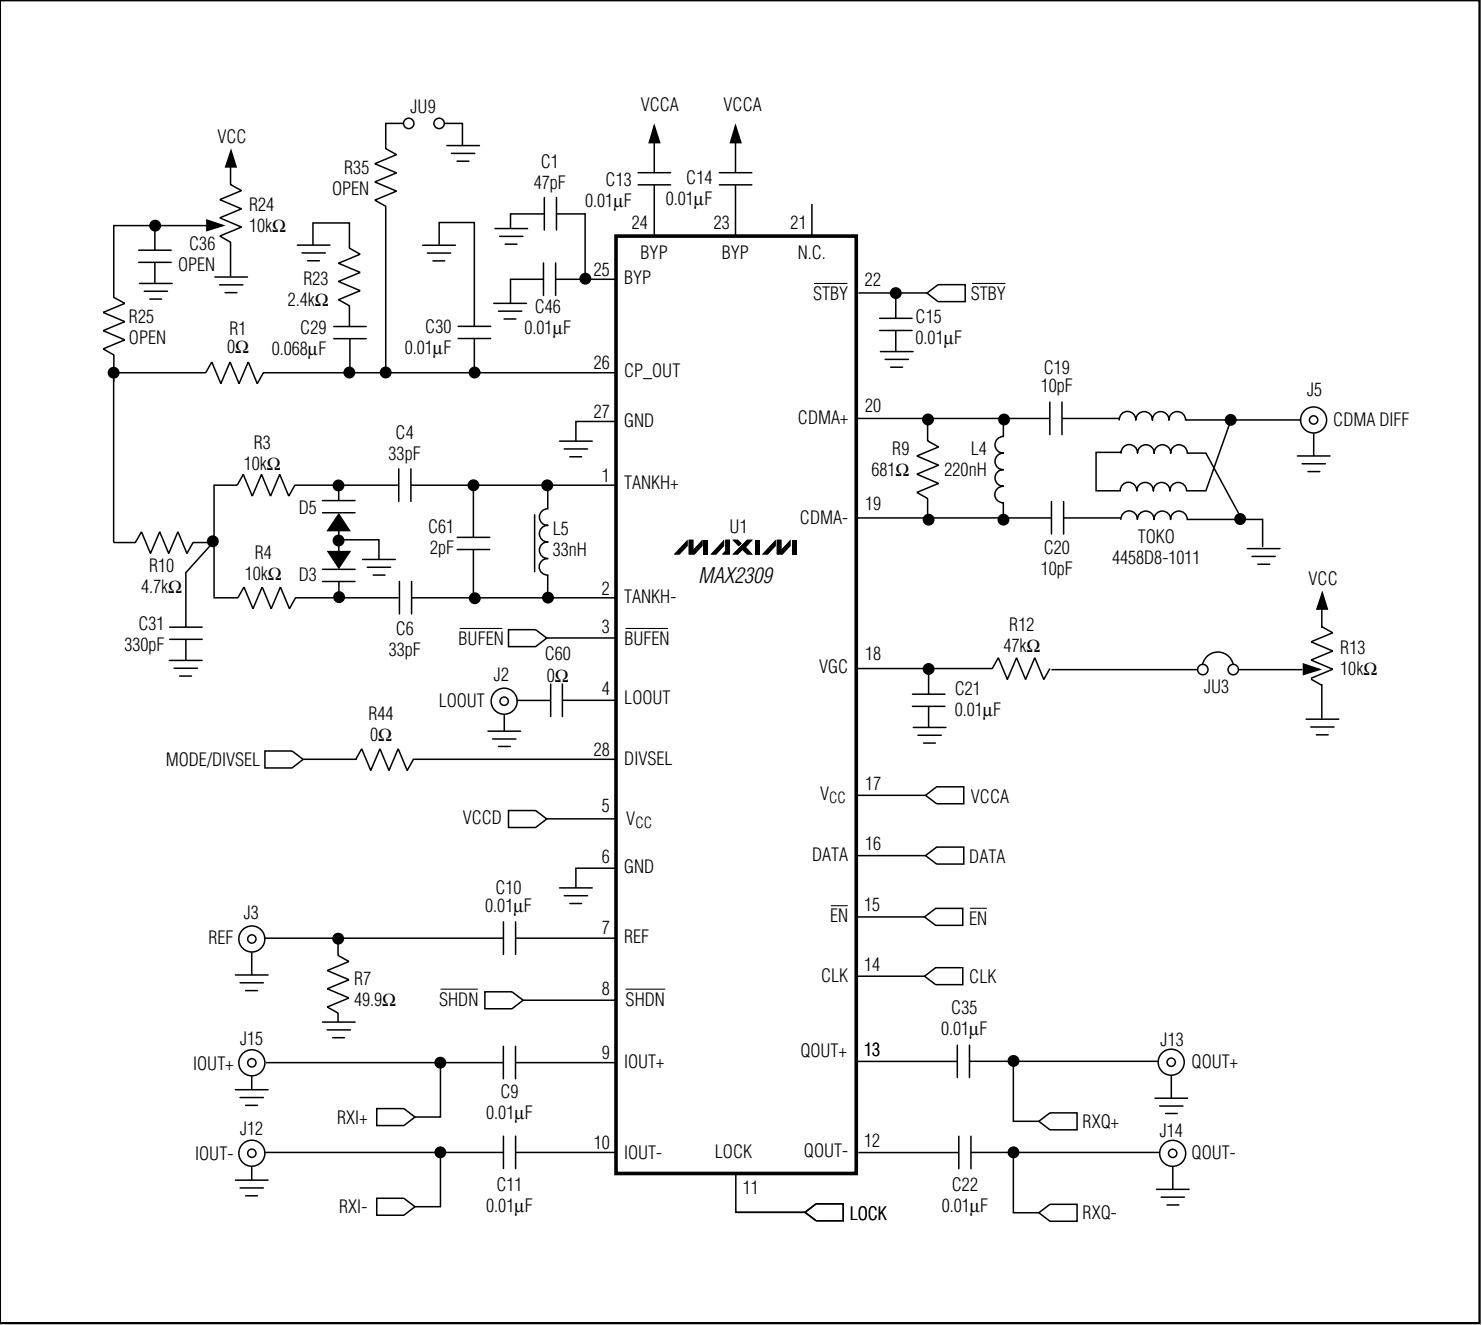 JU9
VCCA
VCCA
VCC
R35
OPEN
C1
47pF
C13
0.01µF
C14
0.01µF
R24
10kΩ
C36
OPEN
24
23
21
BYP
BYP
N.C.
R23
2.4kΩ
25
BYP
22
STBY
STBY
C46
0.01µF
C15
0.01µF
R25
OPEN
R1
0Ω
C29
0.068µF
C30
0.01µF
26
CP_OUT
C19
10pF
27
GND
20
CDMA+
J5
CDMA DIFF
R3
10kΩ
C4
33pF
R9
681Ω
L4
220nH
1
TANKH+
D5
C61
2pF
L5
33nH
19
CDMA-
U1
MAXIM
MAX2309
C20
10pF
TOKO
4458D8-1011
R10
4.7kΩ
R4
10kΩ
D3
2
TANKH-
C6
33pF
VCC
C31
330pF
BUFEN
3
BUFEN
R12
47kΩ
R13
10kΩ
18
VGC
JU3
C60
0Ω
J2
LOOUT
4
LOOUT
C21
0.01µF
R44
0Ω
MODE/DIVSEL
28
DIVSEL
VCC
17
VCCA
VCCD
5
VCC
DATA
16
DATA
6
GND
EN
15
EN
C10
0.01µF
J3
REF
7
REF
CLK
14
CLK
R7
49.9Ω
SHDN
8
SHDN
C35
0.01µF
J15
IOUT+
9
IOUT+
QOUT+
13
J13
QOUT+
C9
0.01µF
RXI+
RXQ+
J12
IOUT-
10
IOUT-
LOCK
QOUT-
12
J14
QOUT-
C11
0.01µF
11
C22
0.01µF
RXI-
LOCK
RXQ-